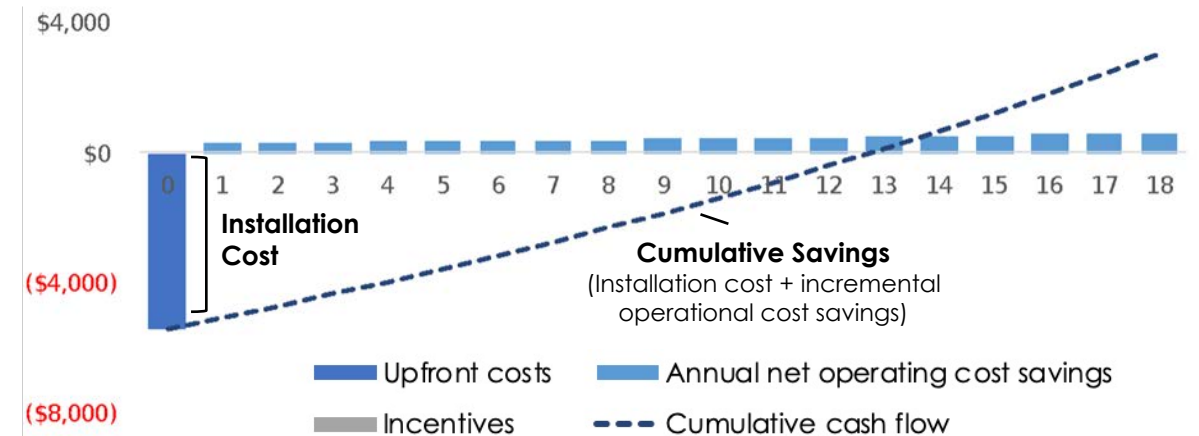 $4,000
$0
0 1 2 3 4 5 6 7 8 9 10 11 12 13 14 15 16 17 18
Installation
Cost
Cumulative Savings
($4,000)
(Installation cost + incremental
operational cost savings)
Upfront costs
Annual net operating cost savings
($8,000)
Incentives
Cumulative cash flow